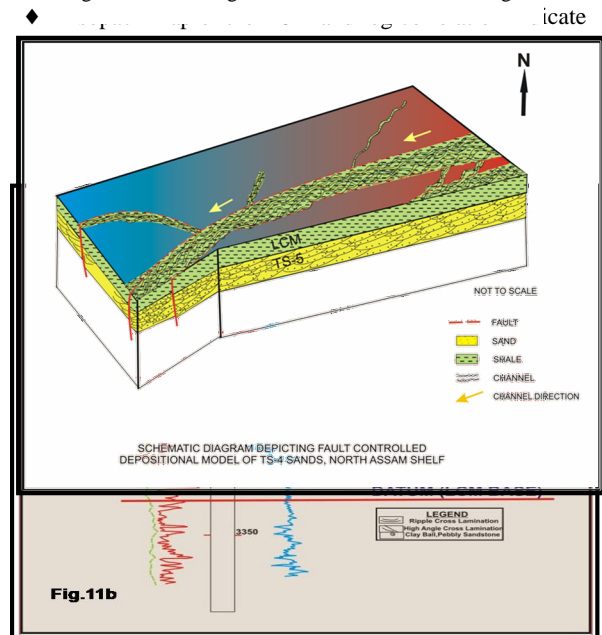 ♦ indicate
N
LCM
TS-5
NOT TO SCALE
FAULT
SAND
SHALE
CHANNEL
CHANNEL DIRECTION
SCHEMATIC DIAGRAM DEPICTING FAULT CONTROLLED
DEPOSITIONAL MODEL OF TS-4 SANDS, NORTH ASSAM SHELF
DATUM (LCM BASE)
LEGEND
Ripple Cross Lamination
High Angle Cross Lamination
Clay Ball,Pebbly Sandstone
3350
Fig.11b